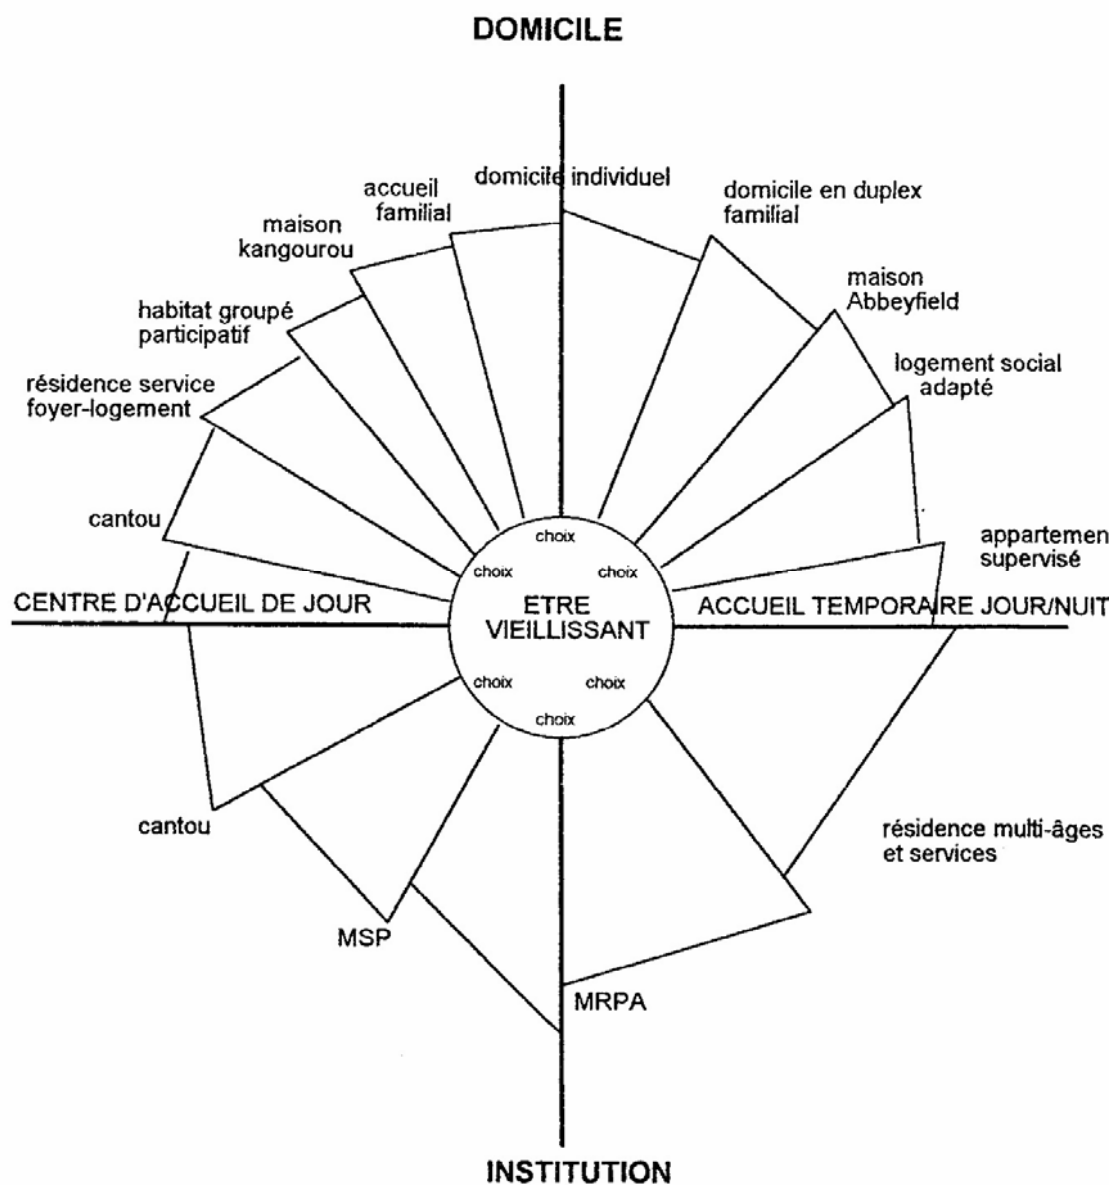 DOMICILE
domicile individuel
accueil
familial
domicile en duplex
familial
maison
kangourou
maison
Abbeyfield
habitat groupé
participatif
logement social
adapté
résidence service
foyer-logement
cantou
appartemen
supervisé
choix
choix
choix
CENTRE D'ACCUEIL DE JOUR
ETRE
VIEILLISSANT
ACCUEIL TEMPORAIRE JOUR/NUIT
choix
choix
choix
cantou
résidence multi-âges
et services
MSP
MRPA
INSTITUTION